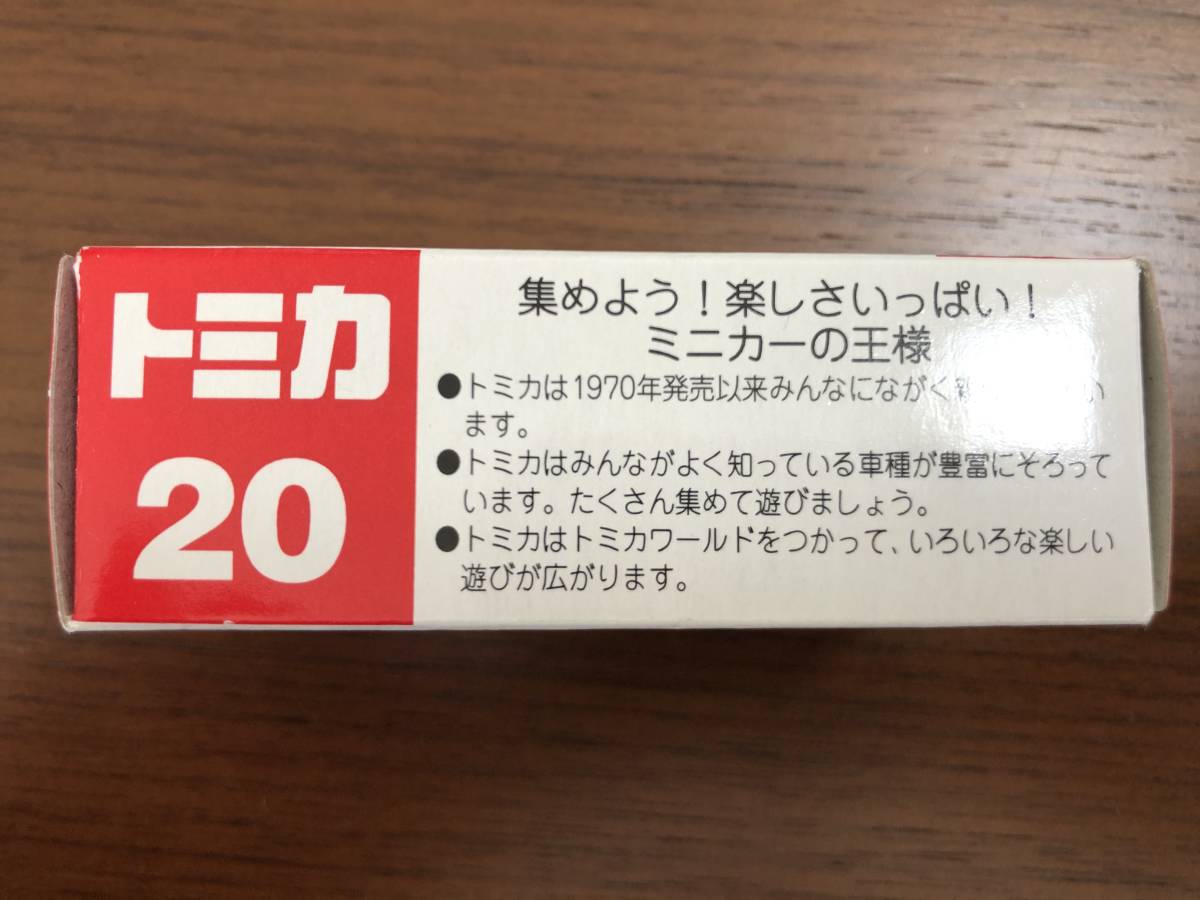 トミカ
20
集めよう!楽しさいっぱい!
ミニカーの王様
●トミカは1970年発売以来みんなにながく い
ます。
●トミカはみんながよく知っている車種が豊富にそろって
います。たくさん集めて遊びましょう。
●トミカはトミカワールドをつかって、いろいろな楽しい
遊びが広がります。